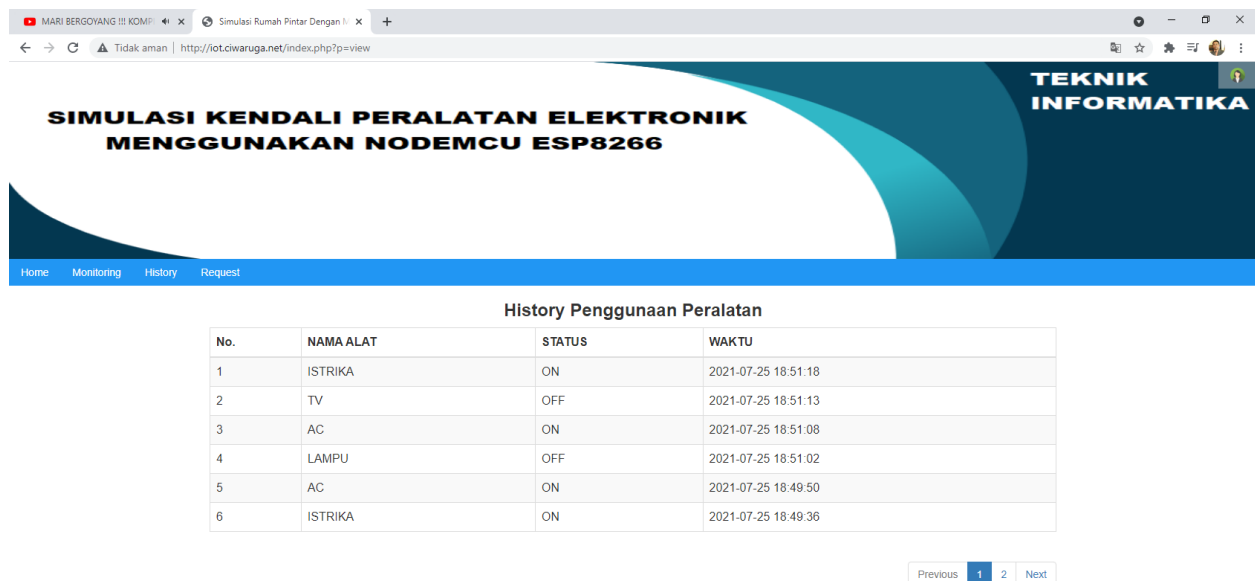 MARI BERGOYANG !!! KOMP
Simulasi Rumah Pintar Dengan
Tidak aman | http://iot.ciwaruga.net/index.php?p=view
SIMULASI KENDALI PERALATAN ELEKTRONIK
MENGGUNAKAN NODEMCU ESP8266
TEKNIK
INFORMATIKA
Home Monitoring History Request
History Penggunaan Peralatan
No. NAMA ALAT STATUS WAKTU
1 ISTRIKA ON 2021-07-25 18:51:18
2 TV OFF 2021-07-25 18:51:13
3 AC ON 2021-07-25 18:51:08
4 LAMPU OFF 2021-07-25 18:51:02
5 AC ON 2021-07-25 18:49:50
6 ISTRIKA ON 2021-07-25 18:49:36
Previous 1 2 Next